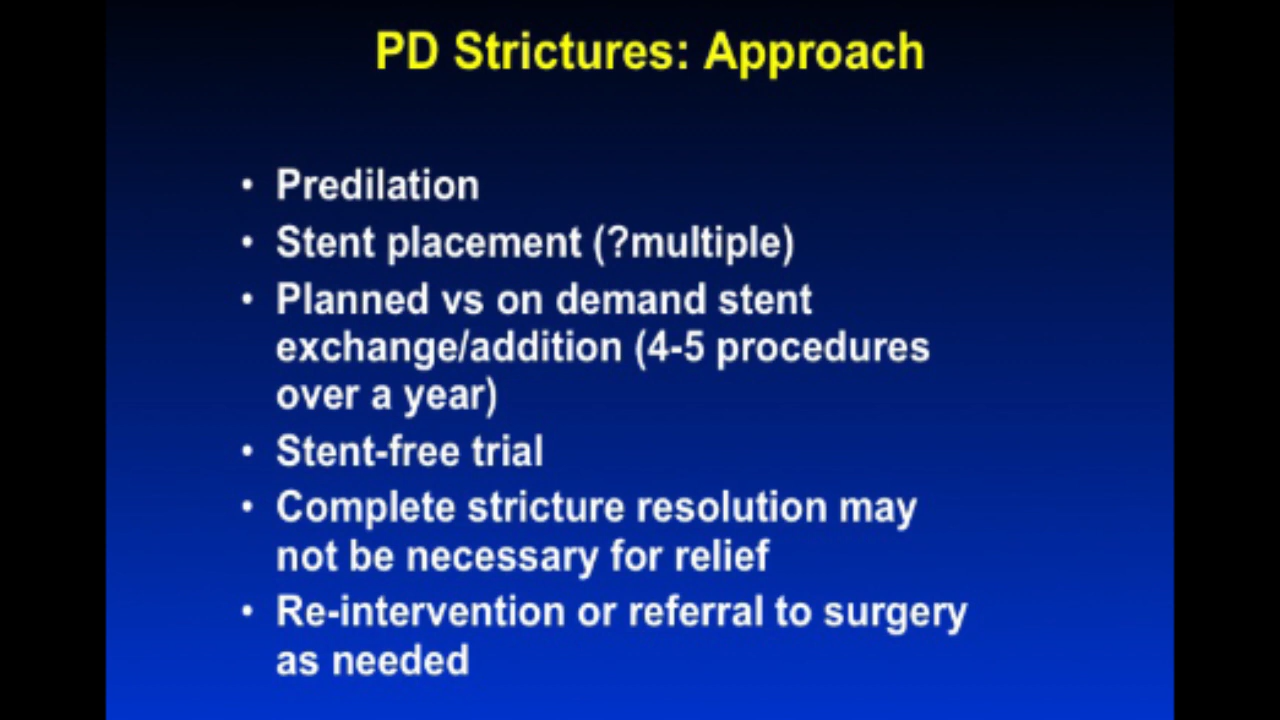 PD Strictures: Approach
• Predilation
• Stent placement (?multiple)
• Planned vs on demand stent
exchange/addition (4-5 procedures
over a year)
• Stent-free trial
• Complete stricture resolution may
not be necessary for relief
• Re-intervention or referral to surgery
as needed